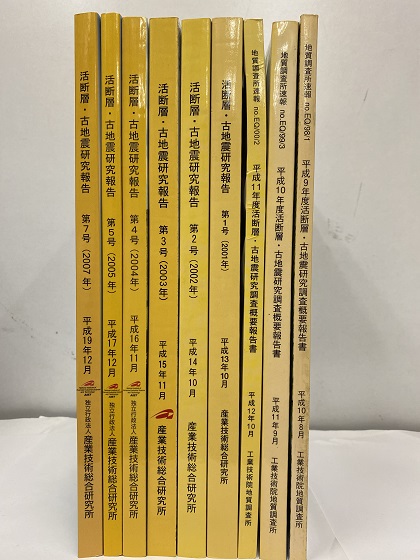 活断層・古地震研究報告 第7号(2007年) 平成19年12月 独立行政法人 産業技術総合研究所
活断層・古地震研究報告 第5号(2005年) 平成17年12月 独立行政法人 産業技術総合研究所
活断層・古地震研究報告 第4号(2004年) 平成16年11月 独立行政法人 産業技術総合研究所
活断層・古地震研究報告 第3号(2003年) 平成15年11月 産業技術総合研究所
活断層・古地震研究報告 第2号(2002年) 平成14年10月 産業技術総合研究所
活断層・古地震研究報告 第1号(2001年) 平成13年10月 産業技術総合研究所
地質調査所速報 no.EQ/00/2 平成11年度活断層・古地震研究調査概要報告書 平成12年10月 工業技術院地質調査所
地質調査所速報 no.EQ/99/3 平成10年度活断層・古地震研究調査概要報告書 平成11年9月 工業技術院地質調査所
地質調査所速報 no.EQ/98/1 平成9年度活断層・古地震研究調査概要報告書 平成10年8月 工業技術院地質調査所